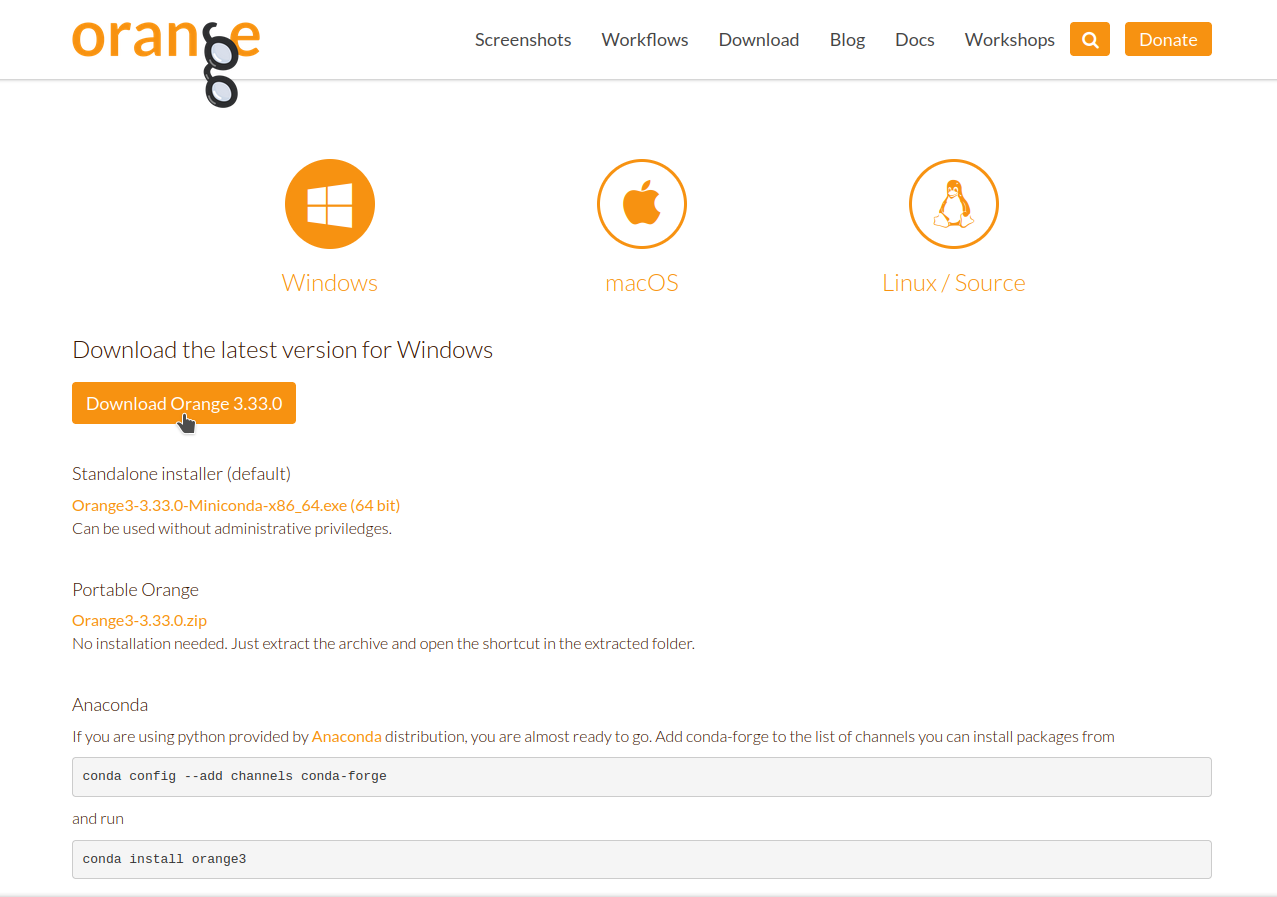 orange
Screenshots Workflows Download Blog Docs Workshops Donate
Windows macOS Linux / Source
Download the latest version for Windows
Download Orange 3.33.0
Standalone installer (default)
Orange3-3.33.0-Miniconda-x86_64.exe (64 bit)
Can be used without administrative priviledges.
Portable Orange
Orange3-3.33.0.zip
No installation needed. Just extract the archive and open the shortcut in the extracted folder.
Anaconda
If you are using python provided by Anaconda distribution, you are almost ready to go. Add conda-forge to the list of channels you can install packages from
conda config --add channels conda-forge
and run
conda install orange3